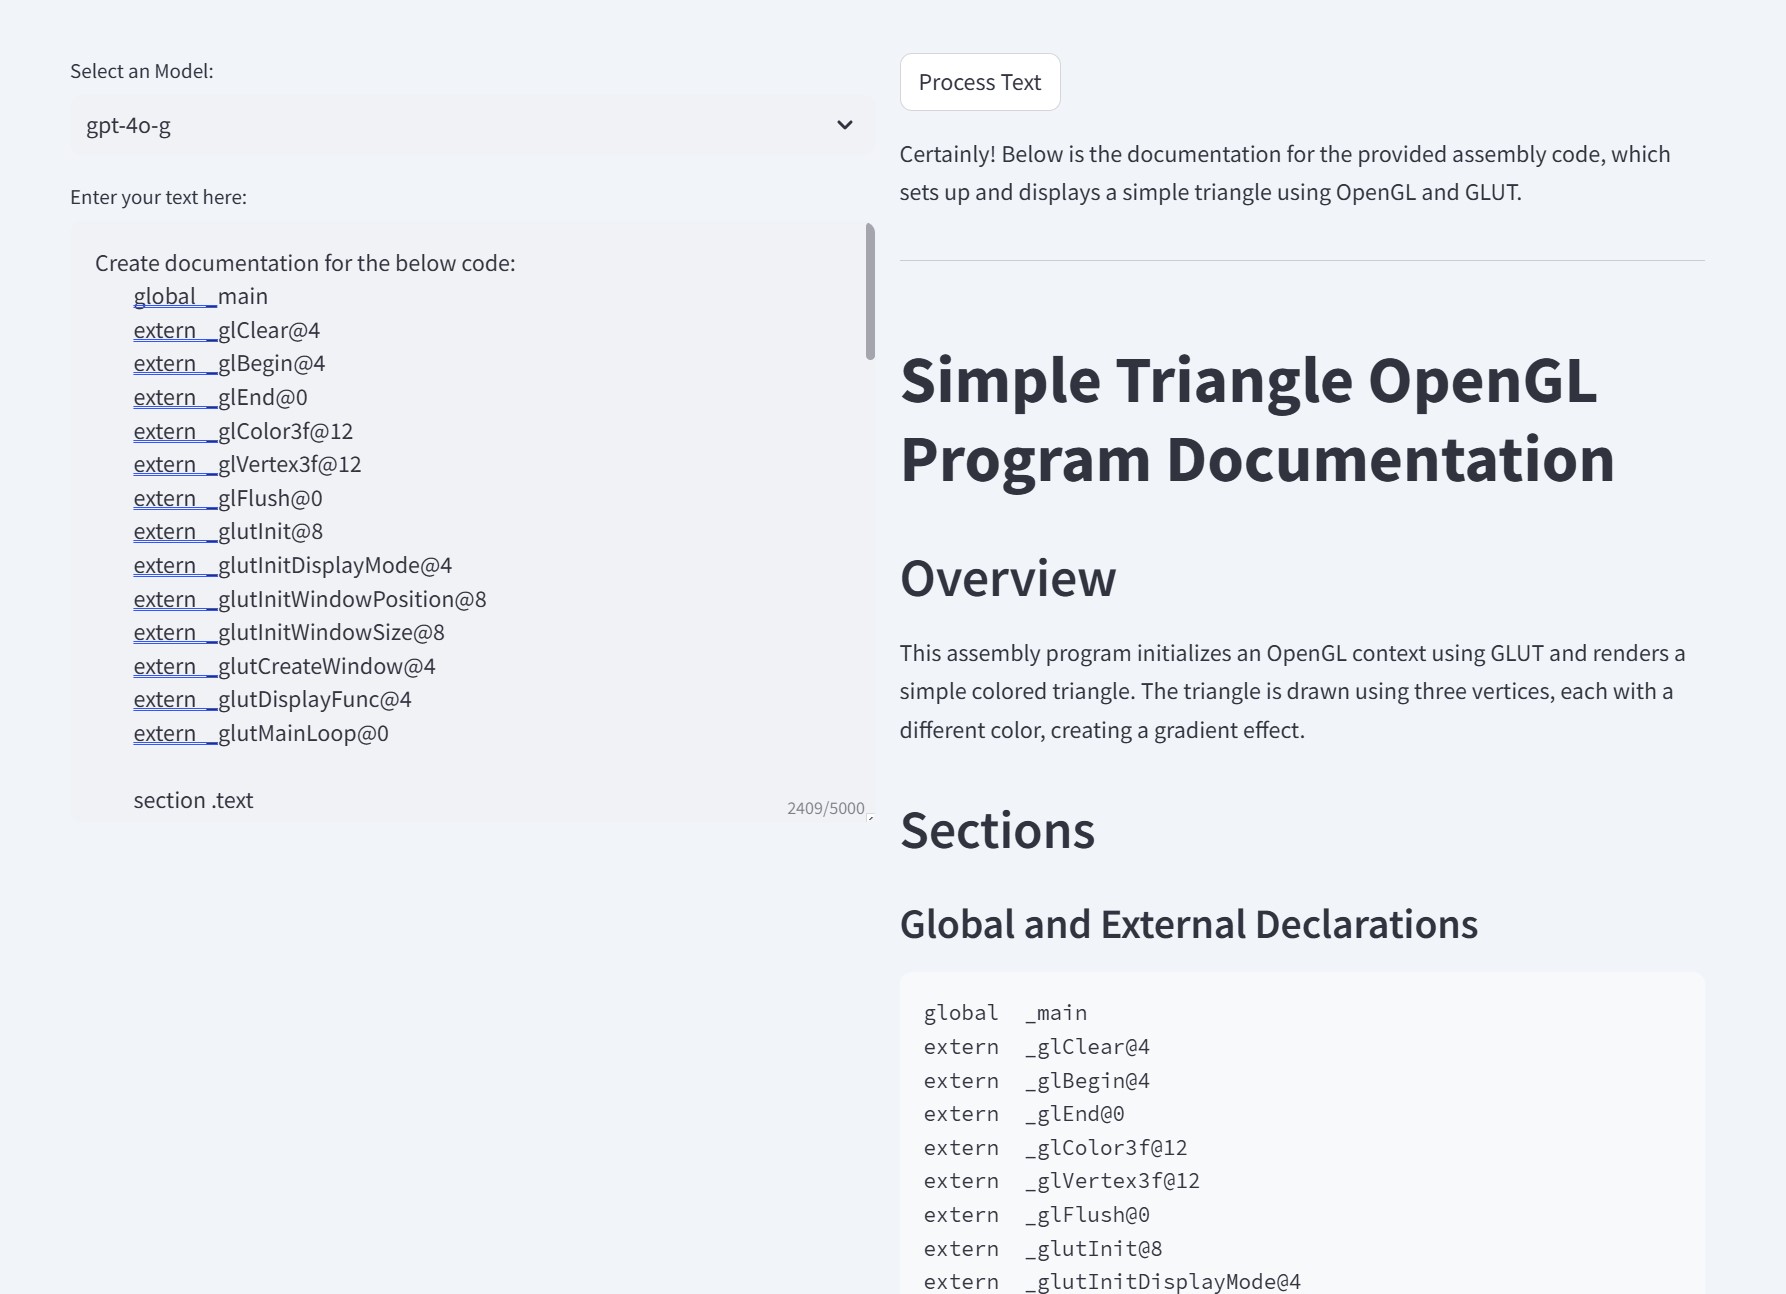 Select an Model:
gpt-4o-g
Enter your text here:
Create documentation for the below code:
global _main
extern _glClear@4
extern _glBegin@4
extern _glEnd@0
extern _glColor3f@12
extern _glVertex3f@12
extern _glFlush@0
extern _glutInit@8
extern _glutInitDisplayMode@4
extern _glutInitWindowPosition@8
extern _glutInitWindowSize@8
extern _glutCreateWindow@4
extern _glutDisplayFunc@4
extern _glutMainLoop@0
section .text
2409/5000
Process Text
Certainly! Below is the documentation for the provided assembly code, which
sets up and displays a simple triangle using OpenGL and GLUT.
Simple Triangle OpenGL
Program Documentation
Overview
This assembly program initializes an OpenGL context using GLUT and renders a
simple colored triangle. The triangle is drawn using three vertices, each with a
different color, creating a gradient effect.
Sections
Global and External Declarations
global  _main
extern  _glClear@4
extern  _glBegin@4
extern  _glEnd@0
extern  _glColor3f@12
extern  _glVertex3f@12
extern  _glFlush@0
extern  _glutInit@8
extern  _glutInitDisplayMode@4